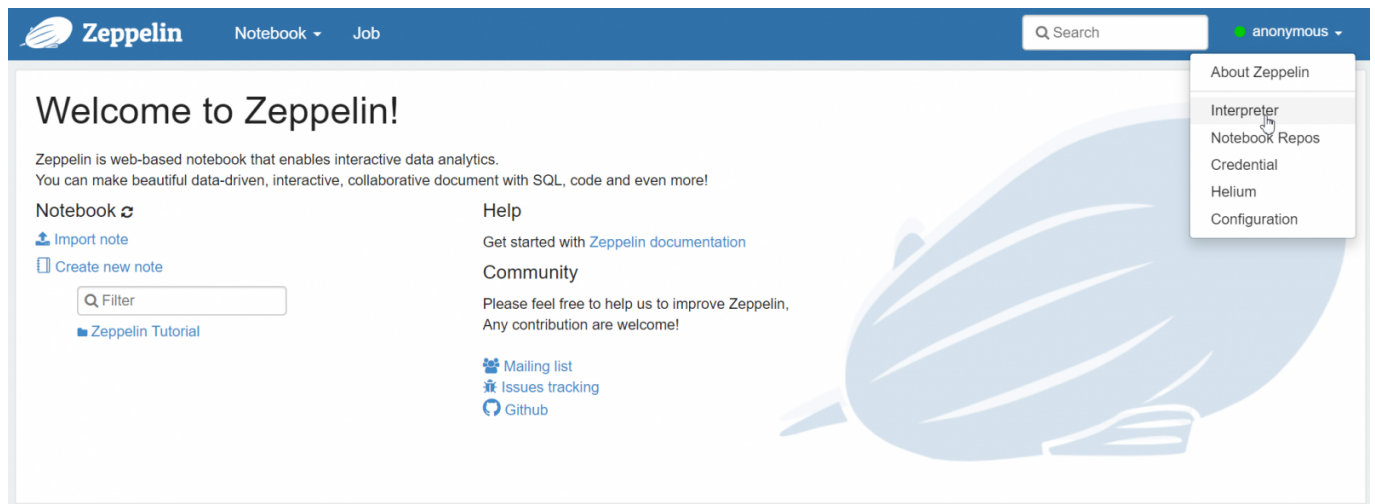 Zeppelin Notebook Job Search anonymous
About Zeppelin
Interpreter
Notebook Repos
Credential
Helium
Configuration
Welcome to Zeppelin!
Zeppelin is web-based notebook that enables interactive data analytics.
You can make beautiful data-driven, interactive, collaborative document with SQL, code and even more!
Notebook
Import note
Create new note
Filter
Zeppelin Tutorial
Help
Get started with Zeppelin documentation
Community
Please feel free to help us to improve Zeppelin,
Any contribution are welcome!
Mailing list
Issues tracking
Github